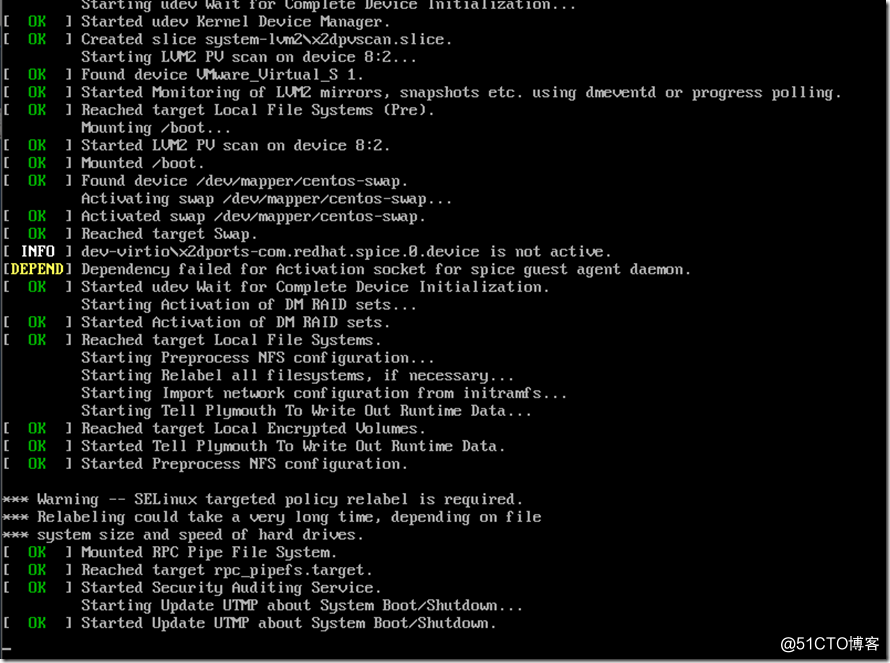 Starting udev Wait for Complete Device Initialization...
[  OK  ] Started udev Kernel Device Manager.
[  OK  ] Created slice system-lvm2\x2dpvscan.slice.
Starting LVM2 PV scan on device 8:2...
[  OK  ] Found device VMware_Virtual_S 1.
[  OK  ] Started Monitoring of LVM2 mirrors, snapshots etc. using dmeventd or progress polling.
[  OK  ] Reached target Local File Systems (Pre).
Mounting /boot...
[  OK  ] Started LVM2 PV scan on device 8:2.
[  OK  ] Mounted /boot.
[  OK  ] Found device /dev/mapper/centos-swap.
Activating swap /dev/mapper/centos-swap...
[  OK  ] Activated swap /dev/mapper/centos-swap.
[  OK  ] Reached target Swap.
[ INFO ] dev-virtio\x2dports-com.redhat.spice.0.device is not active.
[DEPEND] Dependency failed for Activation socket for spice guest agent daemon.
[  OK  ] Started udev Wait for Complete Device Initialization.
Starting Activation of DM RAID sets...
[  OK  ] Started Activation of DM RAID sets.
[  OK  ] Reached target Local File Systems.
Starting Preprocess NFS configuration...
Starting Relabel all filesystems, if necessary...
Starting Import network configuration from initramfs...
Starting Tell Plymouth To Write Out Runtime Data...
[  OK  ] Reached target Local Encrypted Volumes.
[  OK  ] Started Tell Plymouth To Write Out Runtime Data.
[  OK  ] Started Preprocess NFS configuration.
*** Warning -- SELinux targeted policy relabel is required.
*** Relabeling could take a very long time, depending on file
*** system size and speed of hard drives.
[  OK  ] Mounted RPC Pipe File System.
[  OK  ] Reached target rpc_pipefs.target.
[  OK  ] Started Security Auditing Service.
Starting Update UTMP about System Boot/Shutdown...
[  OK  ] Started Update UTMP about System Boot/Shutdown.
@51CTO博客